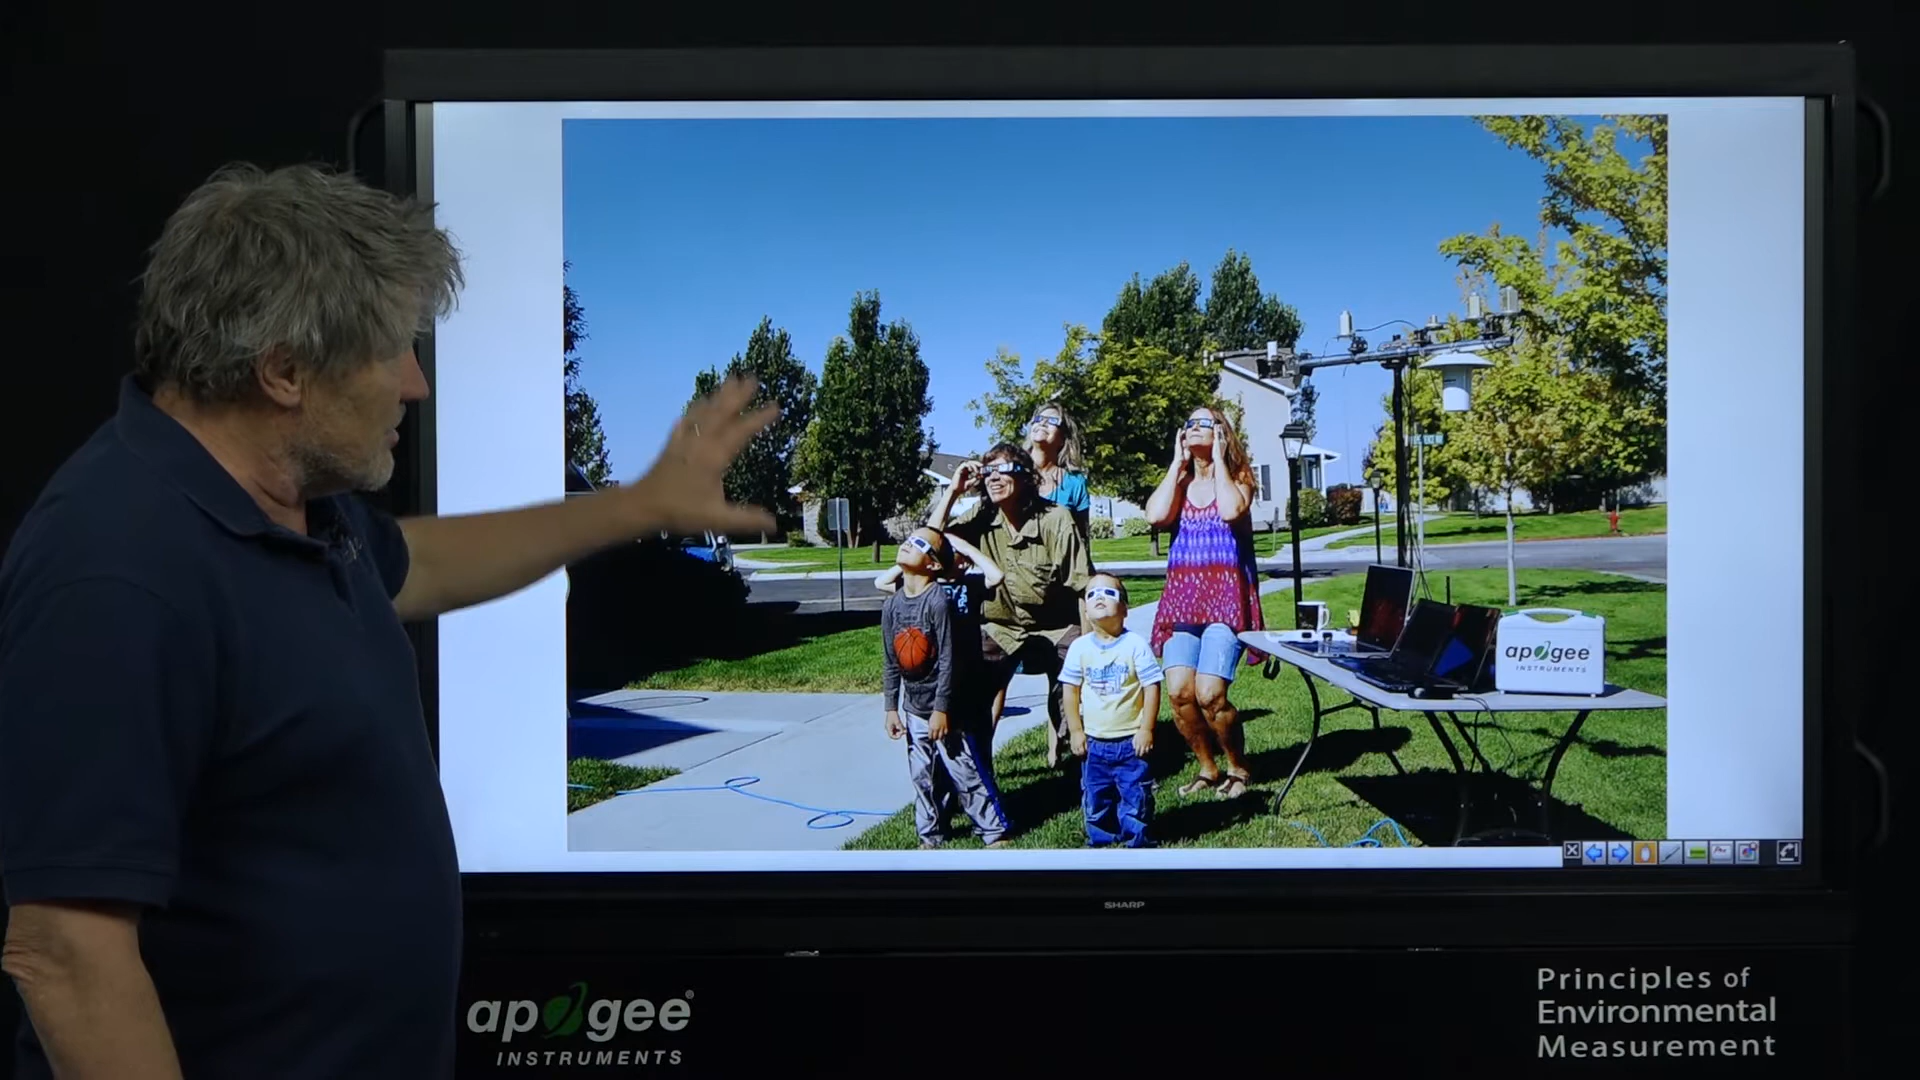 apogee
INSTRUMENTS
SHARP
apogee®
INSTRUMENTS
Principles of
Environmental
Measurement